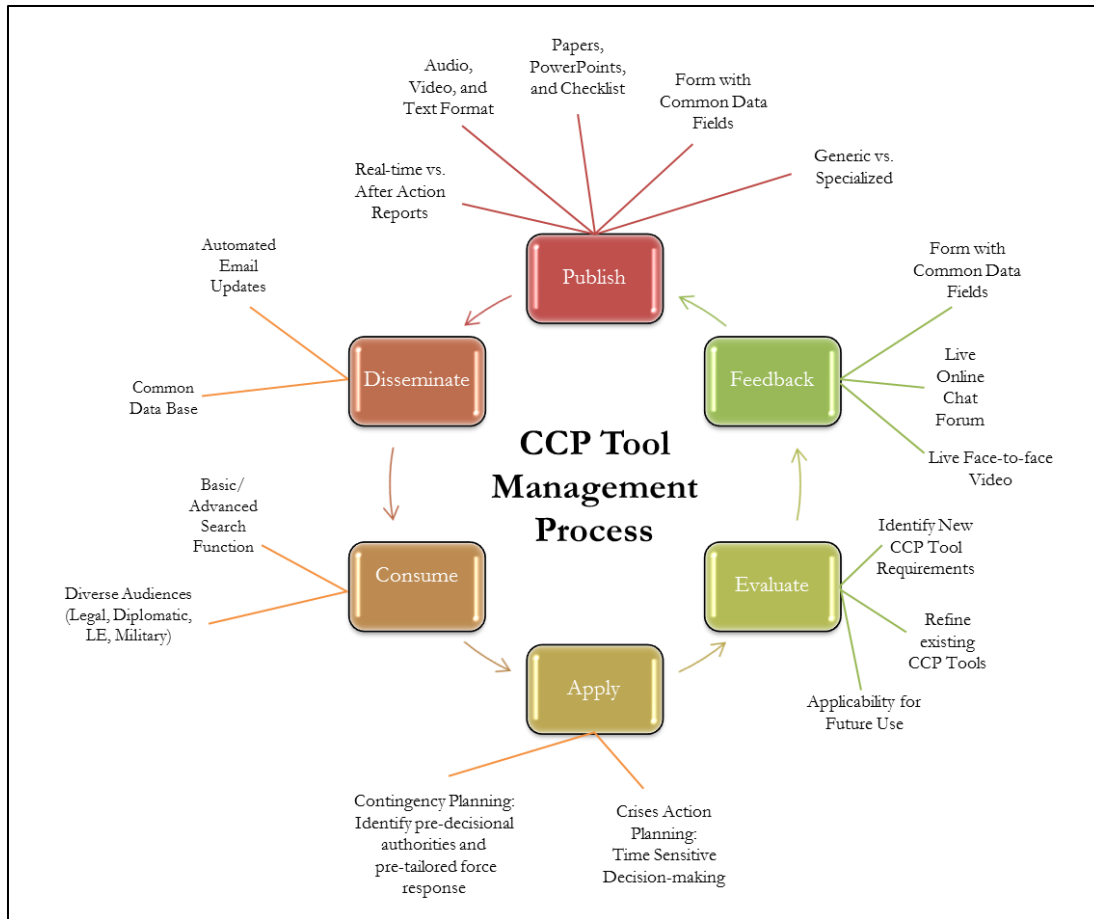 Papers,
PowerPoints,
and Checklist
Audio,
Video, and
Text Format
Form with
Common Data
Fields
Real-time vs.
After Action
Reports
Generic vs.
Specialized
Publish
Automated
Email
Updates
Common
Data Base
Disseminate
Form with
Common Data
Fields
Live
Online
Chat
Forum
Live Face-to-face
Video
Feedback
CCP Tool
Management
Process
Basic/
Advanced
Search
Function
Diverse Audiences
(Legal, Diplomatic,
LE, Military)
Consume
Identify New
CCP Tool
Requirements
Refine
existing
CCP Tools
Applicability for
Future Use
Evaluate
Apply
Contingency Planning:
Identify pre-decisional
authorities and
pre-tailored force
response
Crises Action
Planning:
Time Sensitive
Decision-making